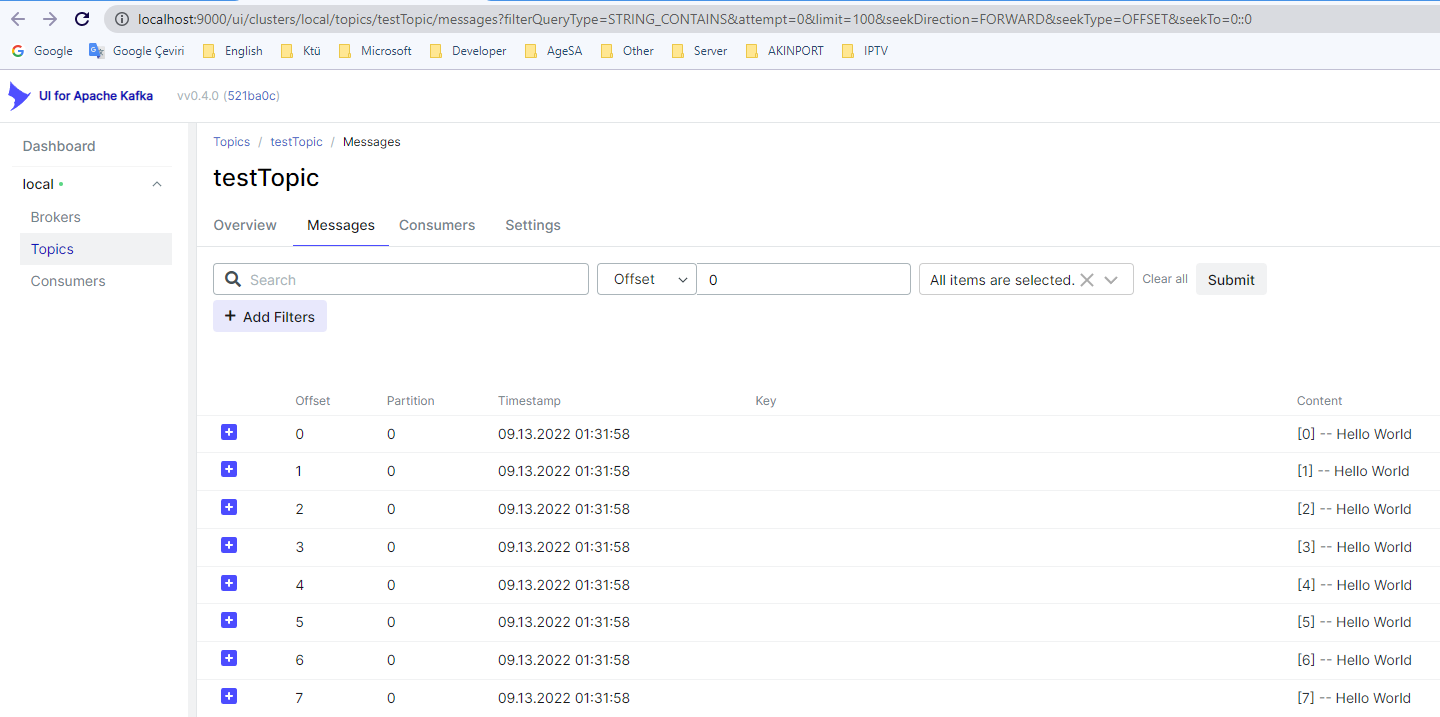 localhost:9000/ui/clusters/local/topics/testTopic/messages?filterQueryType=STRING_CONTAINS&attempt=0&limit=100&seekDirection=FORWARD&seekType=OFFSET&seekTo=0::0
Google Google Çeviri English Ktü Microsoft Developer AgeSA Other Server AKINPORT IPTV
UI for Apache Kafka vv0.4.0 (521ba0c)
Dashboard
local
Brokers
Topics
Consumers
Topics / testTopic / Messages
testTopic
Overview Messages Consumers Settings
Search Offset 0 All items are selected. Clear all Submit
+ Add Filters
Offset Partition Timestamp Key Content
0 0 09.13.2022 01:31:58 [0] -- Hello World
1 0 09.13.2022 01:31:58 [1] -- Hello World
2 0 09.13.2022 01:31:58 [2] -- Hello World
3 0 09.13.2022 01:31:58 [3] -- Hello World
4 0 09.13.2022 01:31:58 [4] -- Hello World
5 0 09.13.2022 01:31:58 [5] -- Hello World
6 0 09.13.2022 01:31:58 [6] -- Hello World
7 0 09.13.2022 01:31:58 [7] -- Hello World